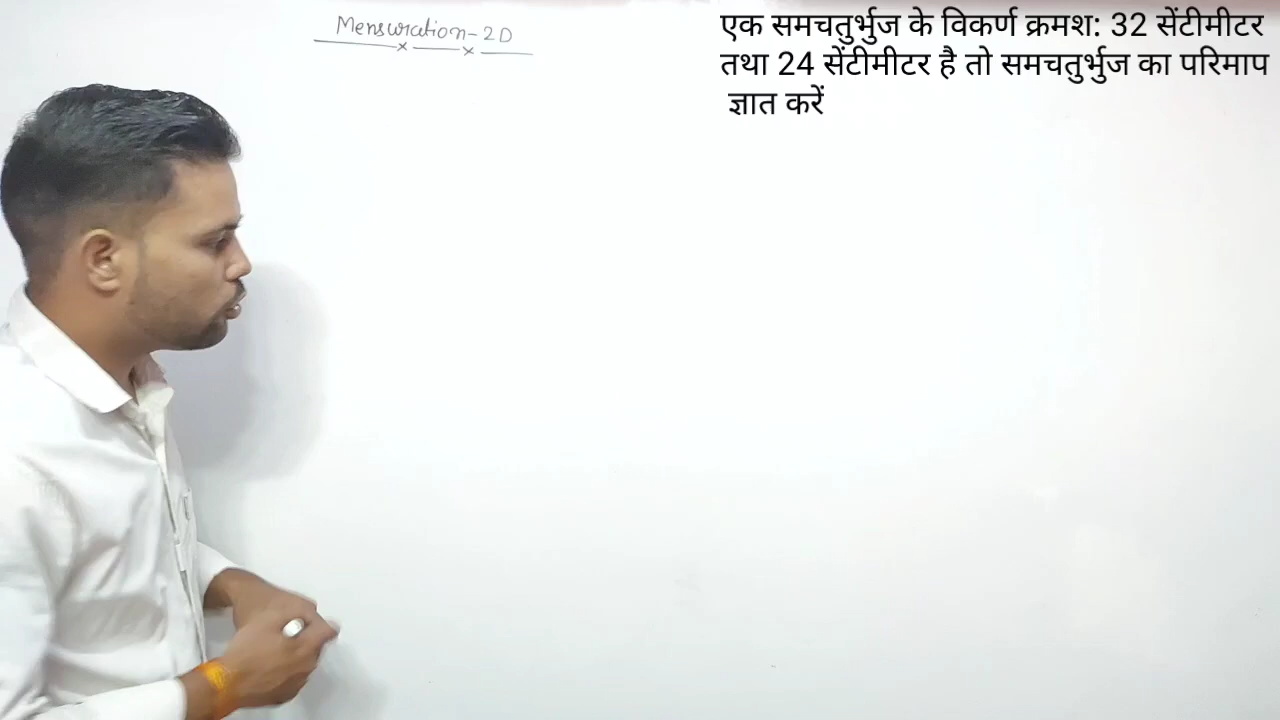 Mensuration-2D
एक समचतुर्भुज के विकर्ण क्रमश: 32 सेंटीमीटर
तथा 24 सेंटीमीटर है तो समचतुर्भुज का परिमाप
ज्ञात करें